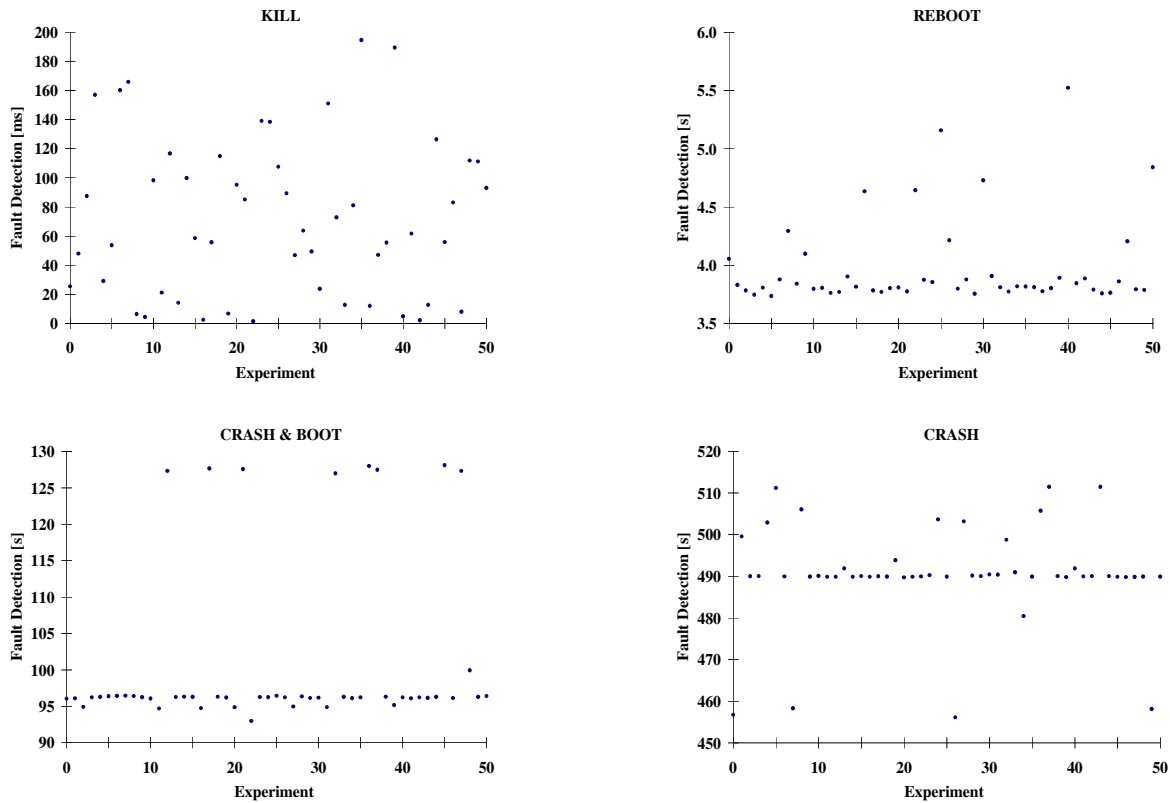 KILL
Fault Detection [ms]
200
180
160
140
120
100
80
60
40
20
0
0 10 20 30 40 50
Experiment
REBOOT
Fault Detection [s]
6.0
5.5
5.0
4.5
4.0
3.5
0 10 20 30 40 50
Experiment
CRASH & BOOT
Fault Detection [s]
130
125
120
115
110
105
100
95
90
0 10 20 30 40 50
Experiment
CRASH
Fault Detection [s]
520
510
500
490
480
470
460
450
0 10 20 30 40 50
Experiment